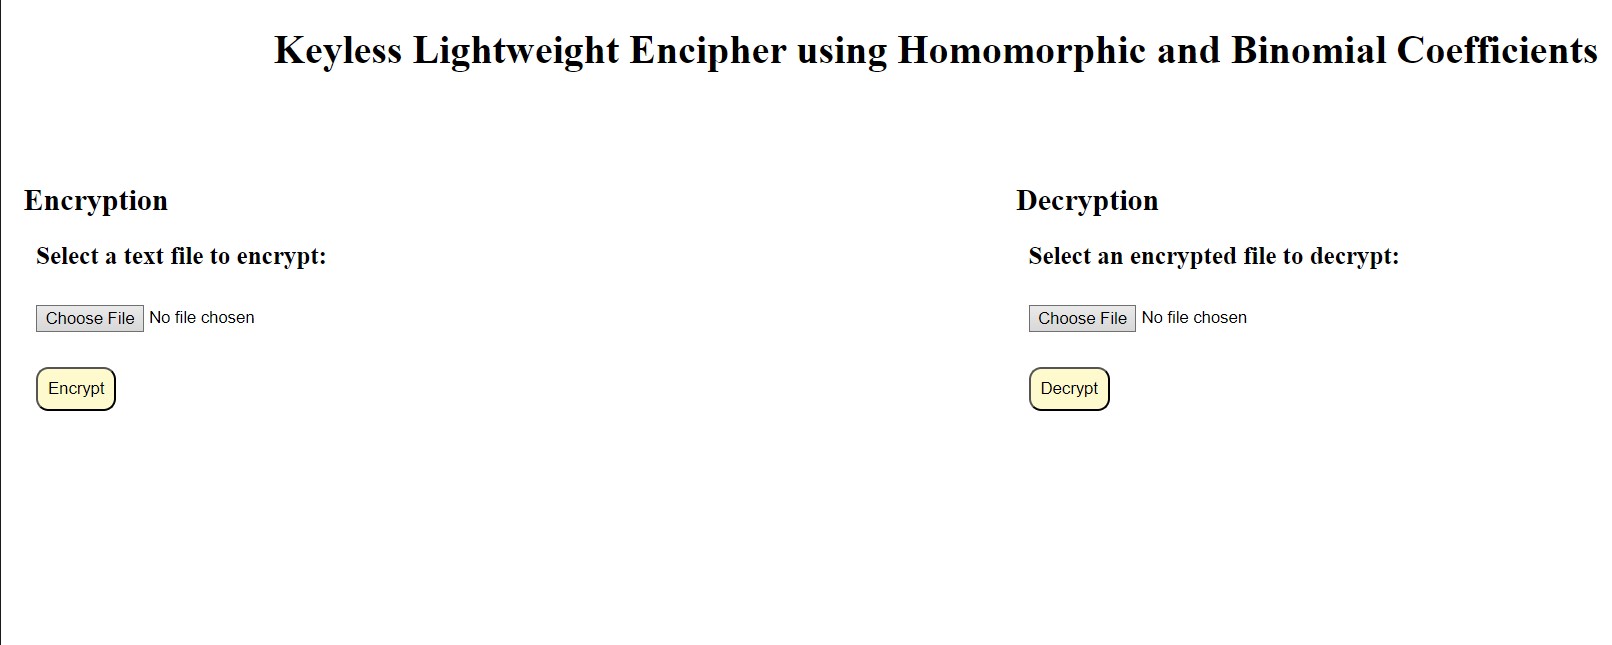 Keyless Lightweight Encipher using Homomorphic and Binomial Coefficients
Encryption
Select a text file to encrypt:
Choose File No file chosen
Encrypt
Decryption
Select an encrypted file to decrypt:
Choose File No file chosen
Decrypt